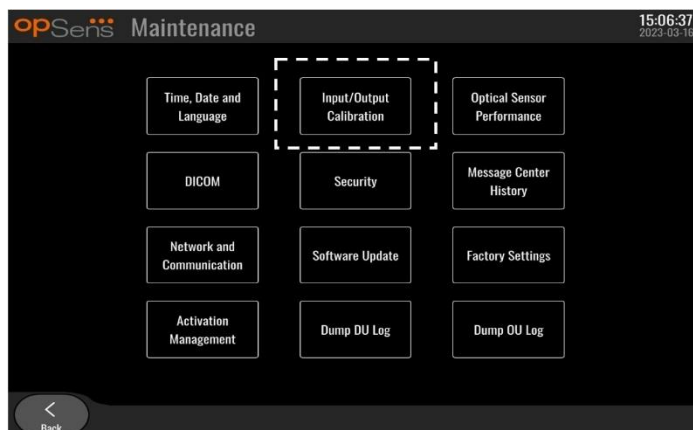 opSens Maintenance
15:06:37
2023-03-16
Time, Date and
Language
Input/Output
Calibration
Optical Sensor
Performance
DICOM
Security
Message Center
History
Network and
Communication
Software Update
Factory Settings
Activation
Management
Dump DU Log
Dump OU Log
Back